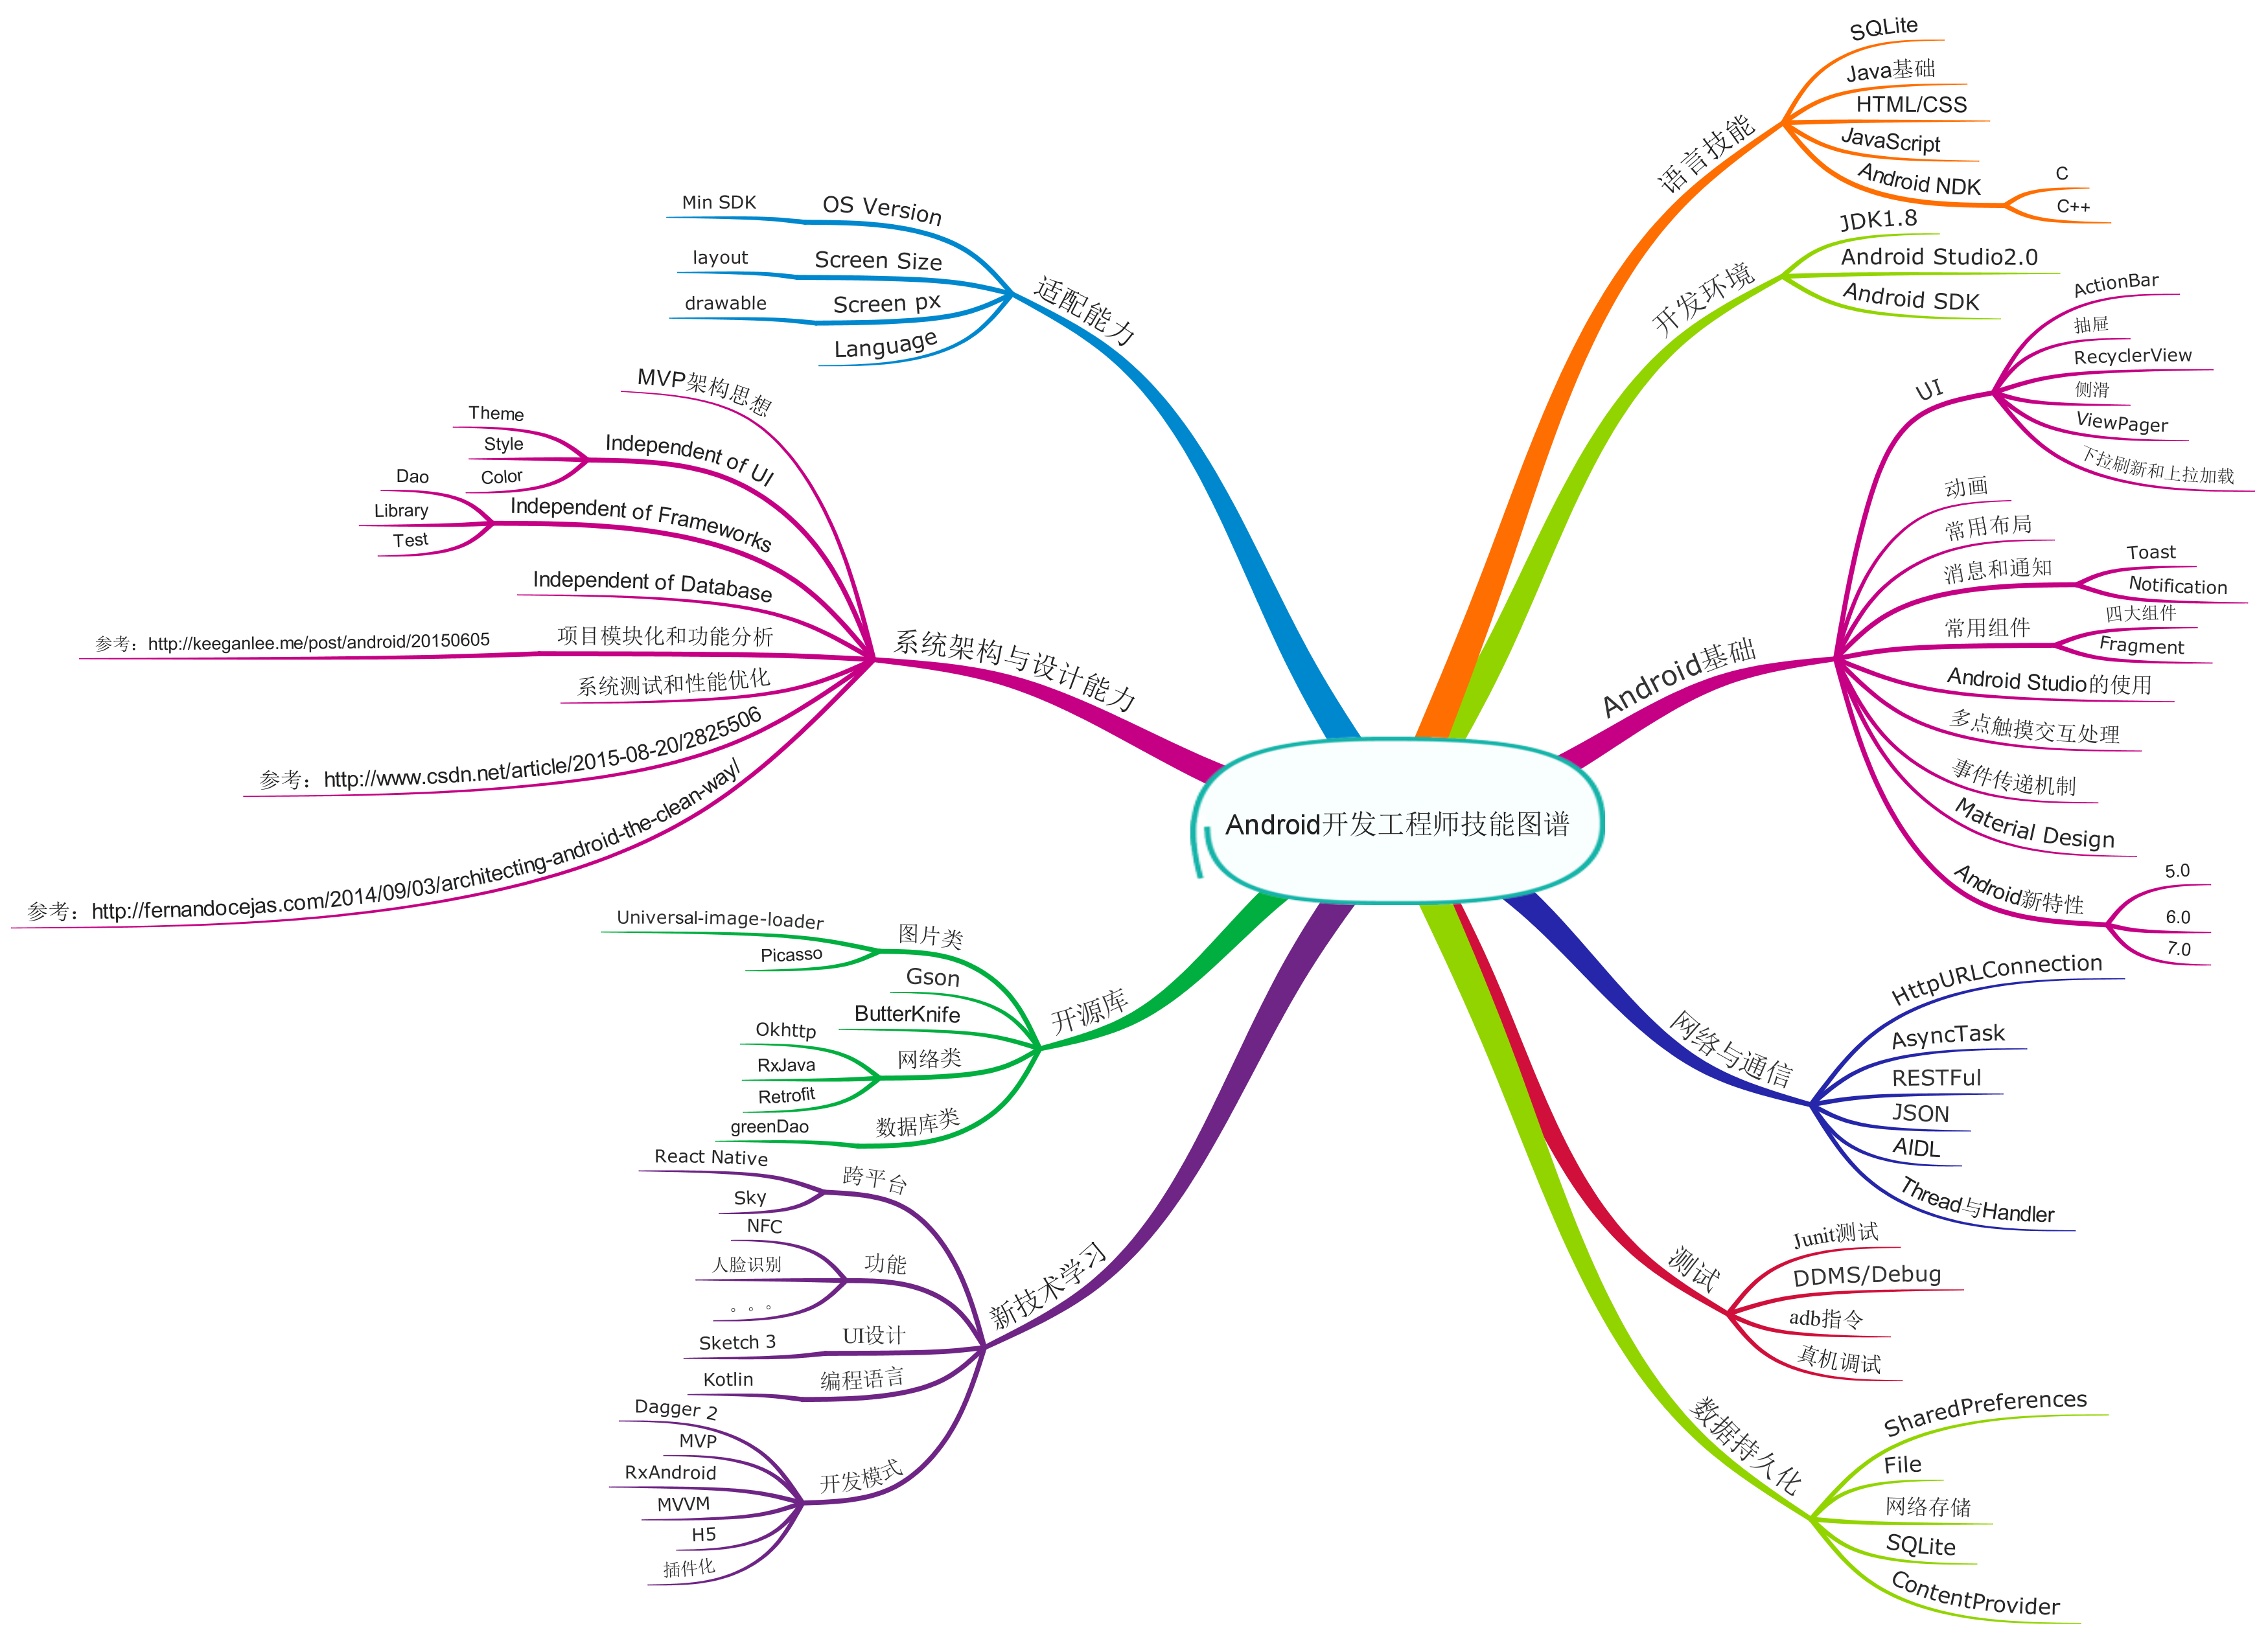 Android开发工程师技能图谱
语言技能
SQLite
Java基础
HTML/CSS
JavaScript
Android NDK
C
C++
开发环境
JDK1.8
Android Studio2.0
Android SDK
Android基础
UI
ActionBar
抽屉
RecyclerView
侧滑
ViewPager
下拉刷新和上拉加载
动画
常用布局
消息和通知
Toast
Notification
常用组件
四大组件
Fragment
Android Studio的使用
多点触摸交互处理
事件传递机制
Material Design
Android新特性
5.0
6.0
7.0
网络与通信
HttpURLConnection
AsyncTask
RESTFul
JSON
AIDL
Thread与Handler
测试
Junit测试
DDMS/Debug
adb指令
真机调试
数据持久化
SharedPreferences
File
网络存储
SQLite
ContentProvider
适配能力
OS Version
Min SDK
Screen Size
layout
Screen px
drawable
Language
系统架构与设计能力
MVP架构思想
Independent of UI
Theme
Style
Color
Independent of Frameworks
Dao
Library
Test
Independent of Database
项目模块化和功能分析
参考：http://keeganlee.me/post/android/20150605
系统测试和性能优化
参考：http://www.csdn.net/article/2015-08-20/2825506
参考：http://fernandocejas.com/2014/09/03/architecting-android-the-clean-way/
开源库
图片类
Universal-image-loader
Picasso
Gson
ButterKnife
网络类
Okhttp
RxJava
Retrofit
数据库类
greenDao
新技术学习
跨平台
React Native
Sky
功能
NFC
人脸识别
。。。
UI设计
Sketch 3
编程语言
Kotlin
开发模式
Dagger 2
MVP
RxAndroid
MVVM
H5
插件化